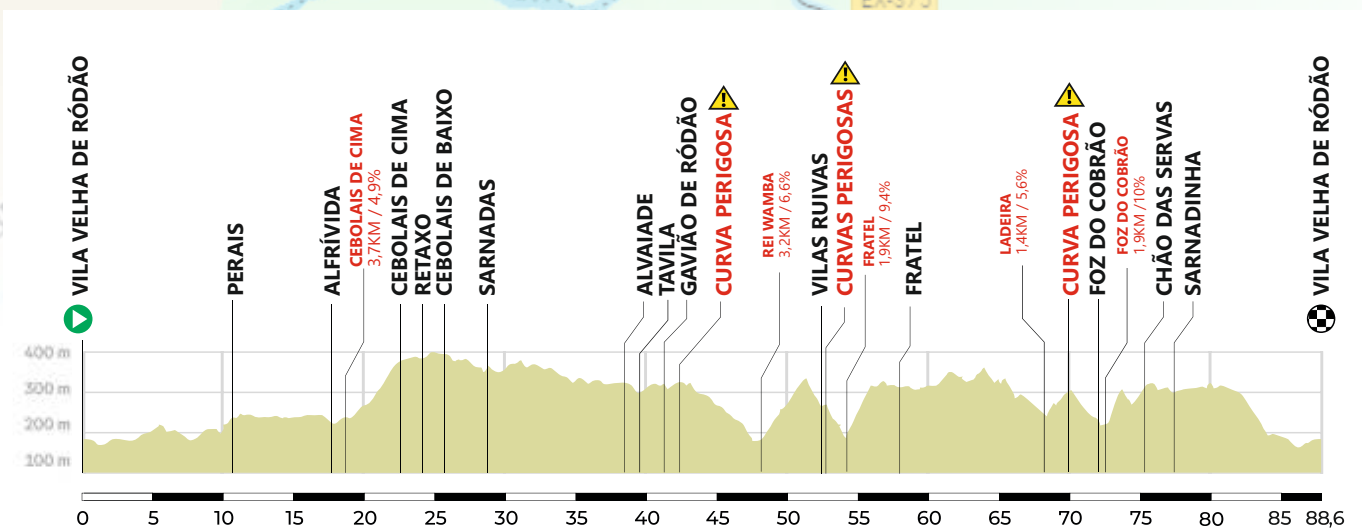 EX-375
VILA VELHA DE RÓDÃO
PERAIS
ALFRÍVIDA
CEBOLAIS DE CIMA
3,7KM / 4,9%
CEBOLAIS DE CIMA
RETAXO
CEBOLAIS DE BAIXO
SARNADAS
ALVAIADE
TAVILA
GAVIÃO DE RÓDÃO
CURVA PERIGOSA
REI WAMBA
3,2KM / 6,6%
VILAS RUIVAS
CURVAS PERIGOSAS
FRATEL
1,9KM / 9,4%
FRATEL
LADEIRA
1,4KM / 5,6%
CURVA PERIGOSA
FOZ DO COBRÃO
FOZ DO COBRÃO
1,9KM /10%
CHÃO DAS SERVAS
SARNADINHA
VILA VELHA DE RÓDÃO
400 m
300 m
200 m
100 m
0 5 10 15 20 25 30 35 40 45 50 55 60 65 70 75 80 85 88,6